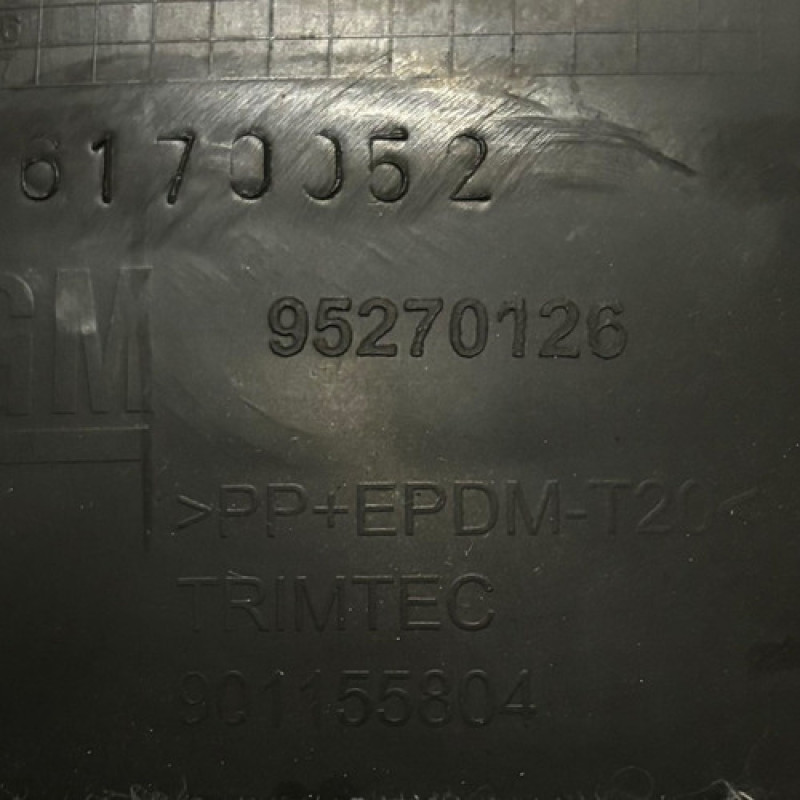 6170052
GM
95270126
>PP+EPDM-T20<
TRIMTEC
901155804